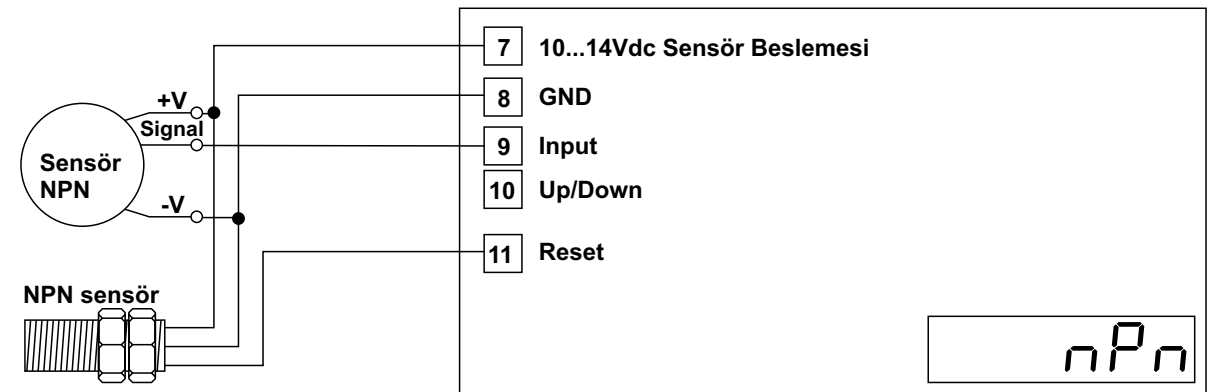 7 10...14Vdc Sensör Beslemesi
+V
8 GND
Signal
9 Input
Sensör
NPN
10 Up/Down
-V
11 Reset
NPN sensör
nPn